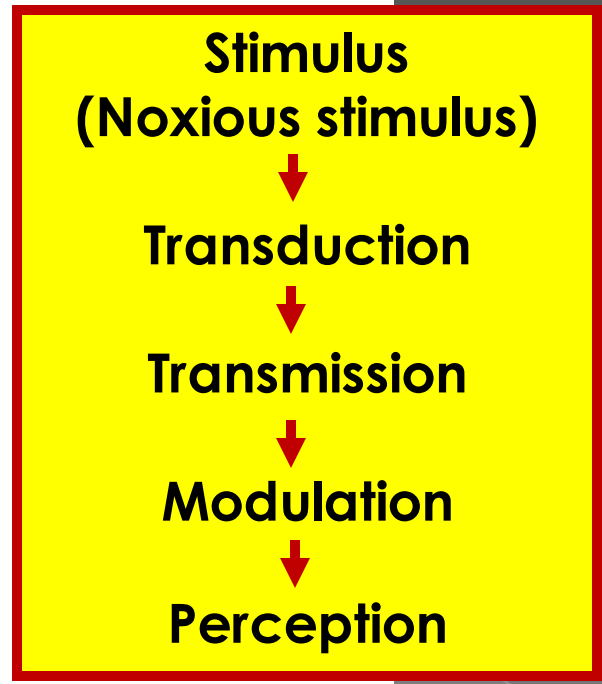 Stimulus
(Noxious stimulus)
Transduction
Transmission
Modulation
Perception